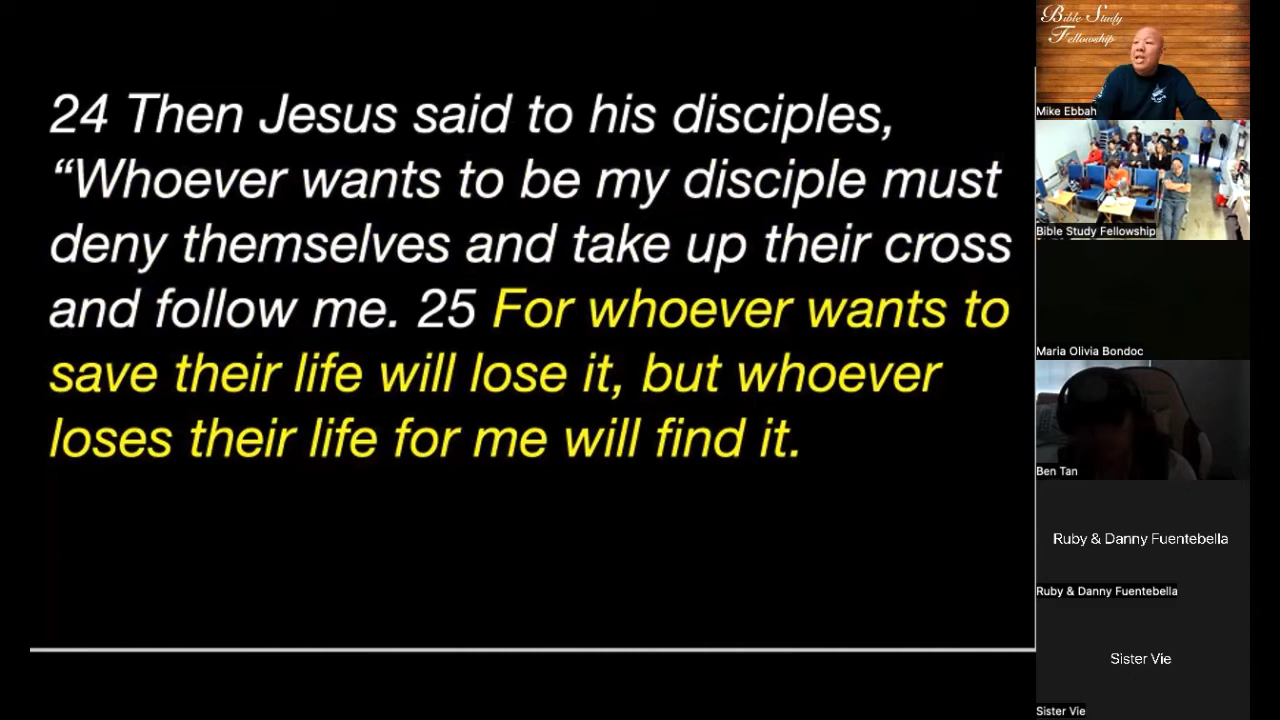 24 Then Jesus said to his disciples,
“Whoever wants to be my disciple must
deny themselves and take up their cross
and follow me. 25 For whoever wants to
save their life will lose it, but whoever
loses their life for me will find it.
Bible Study
Fellowship
Mike Ebbah
Bible Study Fellowship
Maria Olivia Bondoc
Ben Tan
Ruby & Danny Fuentebella
Ruby & Danny Fuentebella
Sister Vie
Sister Vie